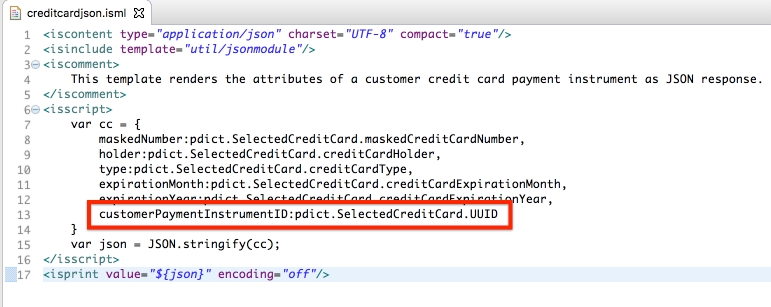 creditcardjson.isml
1 <iscontent type="application/json" charset="UTF-8" compact="true"/>
2 <isinclude template="util/jsonmodule"/>
3 <iscomment>
4 This template renders the attributes of a customer credit card payment instrument as JSON response.
5 </iscomment>
6 <isscript>
7 var cc = {
8 maskedNumber:pdict.SelectedCreditCard.maskedCreditCardNumber,
9 holder:pdict.SelectedCreditCard.creditCardHolder,
10 type:pdict.SelectedCreditCard.creditCardType,
11 expirationMonth:pdict.SelectedCreditCard.creditCardExpirationMonth,
12 expirationYear:pdict.SelectedCreditCard.creditCardExpirationYear,
13 customerPaymentInstrumentID:pdict.SelectedCreditCard.UUID
14 }
15 var json = JSON.stringify(cc);
16 </isscript>
17 <isprint value="${json}" encoding="off"/>